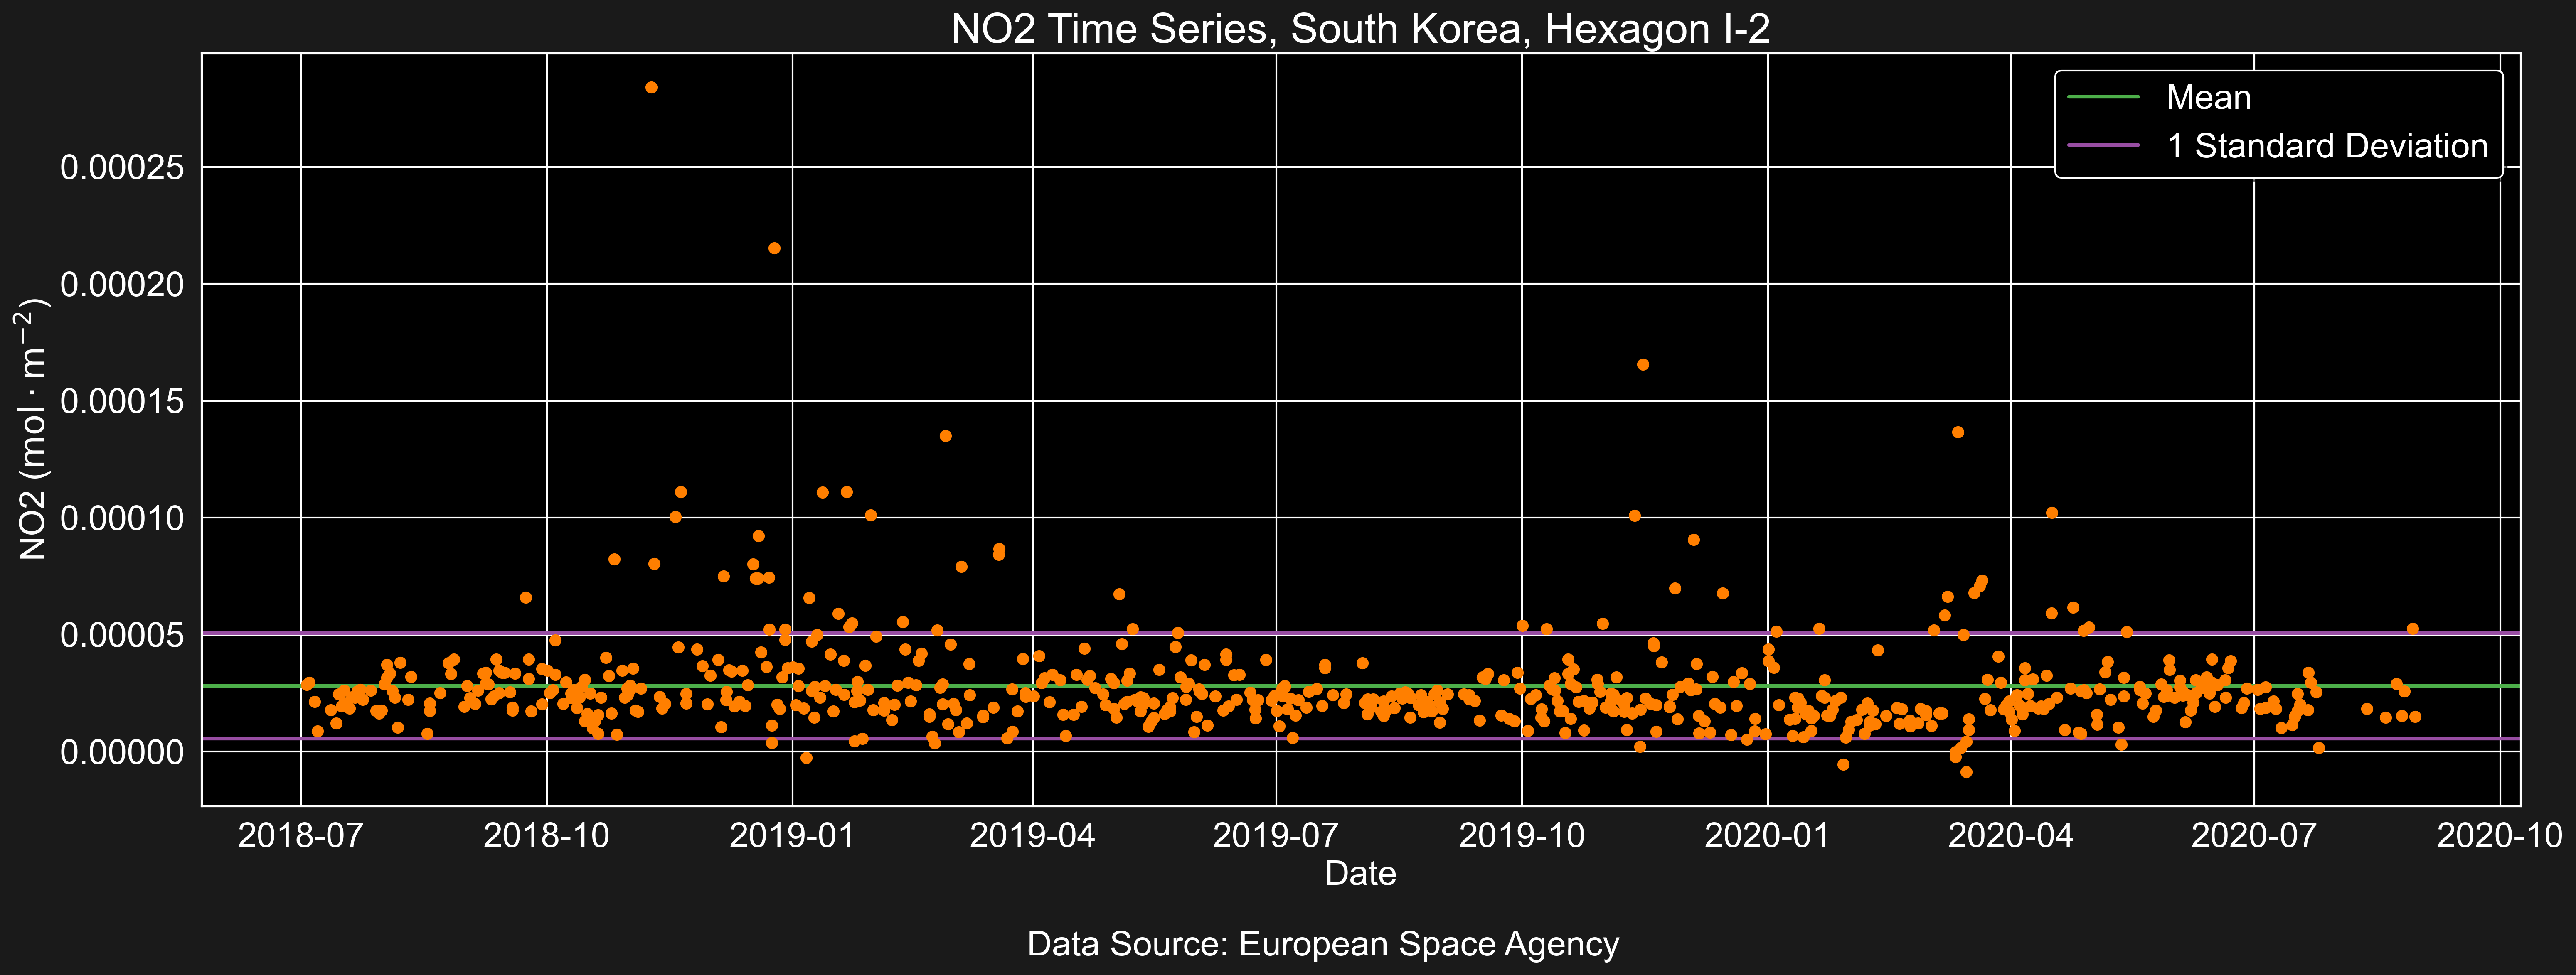 NO2 Time Series, South Korea, Hexagon I-2
Mean
1 Standard Deviation
NO2 (mol · m⁻²)
0.00025
0.00020
0.00015
0.00010
0.00005
0.00000
2018-07 2018-10 2019-01 2019-04 2019-07 2019-10 2020-01 2020-04 2020-07 2020-10
Date
Data Source: European Space Agency